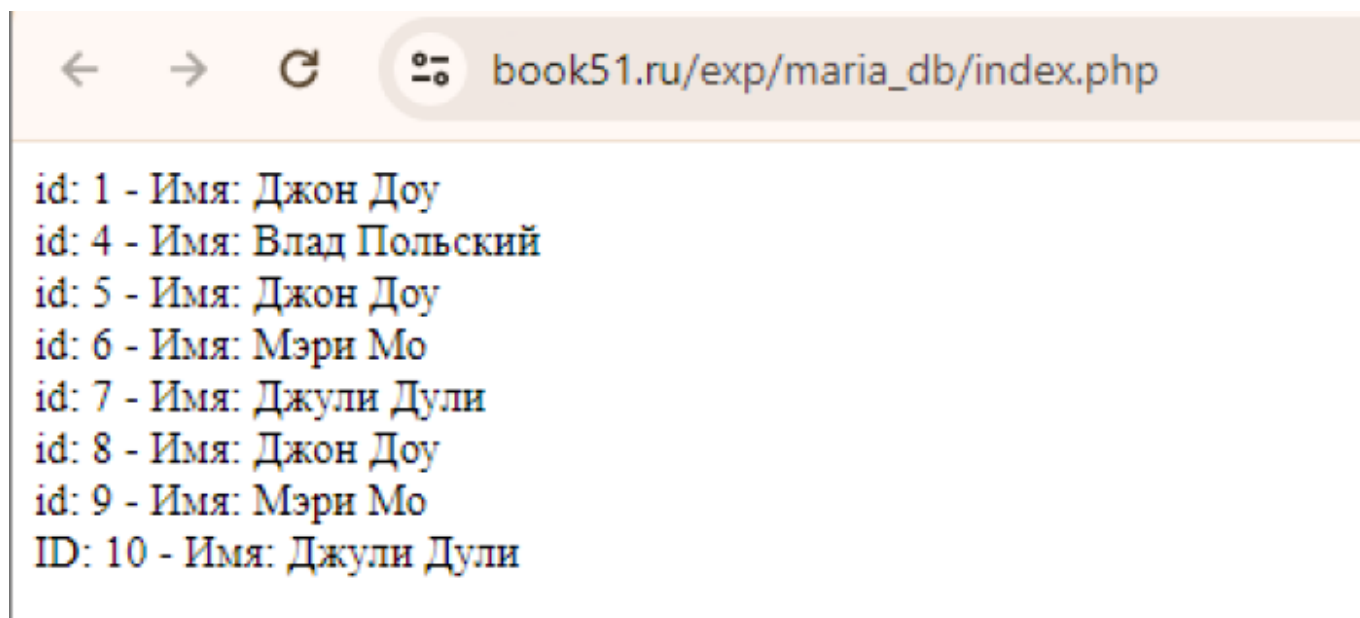 book51.ru/exp/maria_db/index.php
id: 1 - Имя: Джон Доу
id: 4 - Имя: Влад Польский
id: 5 - Имя: Джон Доу
id: 6 - Имя: Мэри Мо
id: 7 - Имя: Джули Дули
id: 8 - Имя: Джон Доу
id: 9 - Имя: Мэри Мо
ID: 10 - Имя: Джули Дули